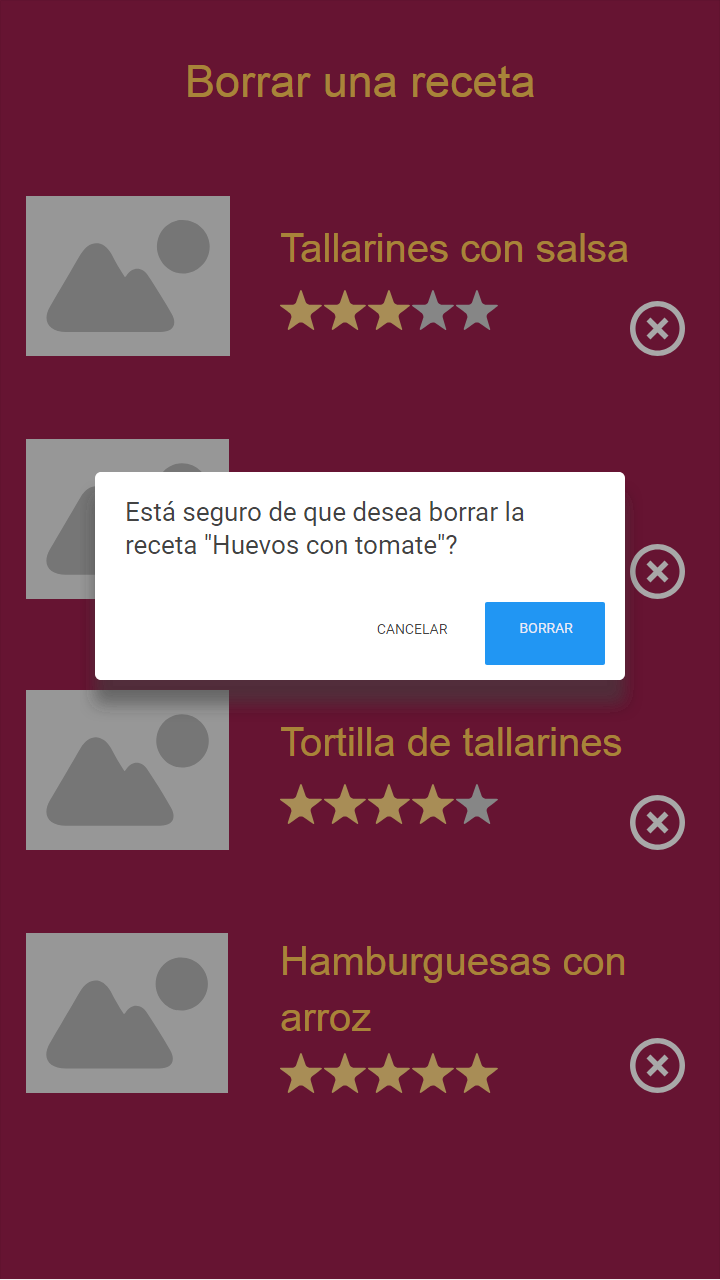 Borrar una receta
Tallarines con salsa
Está seguro de que desea borrar la
receta "Huevos con tomate"?
CANCELAR
BORRAR
Tortilla de tallarines
Hamburguesas con
arroz